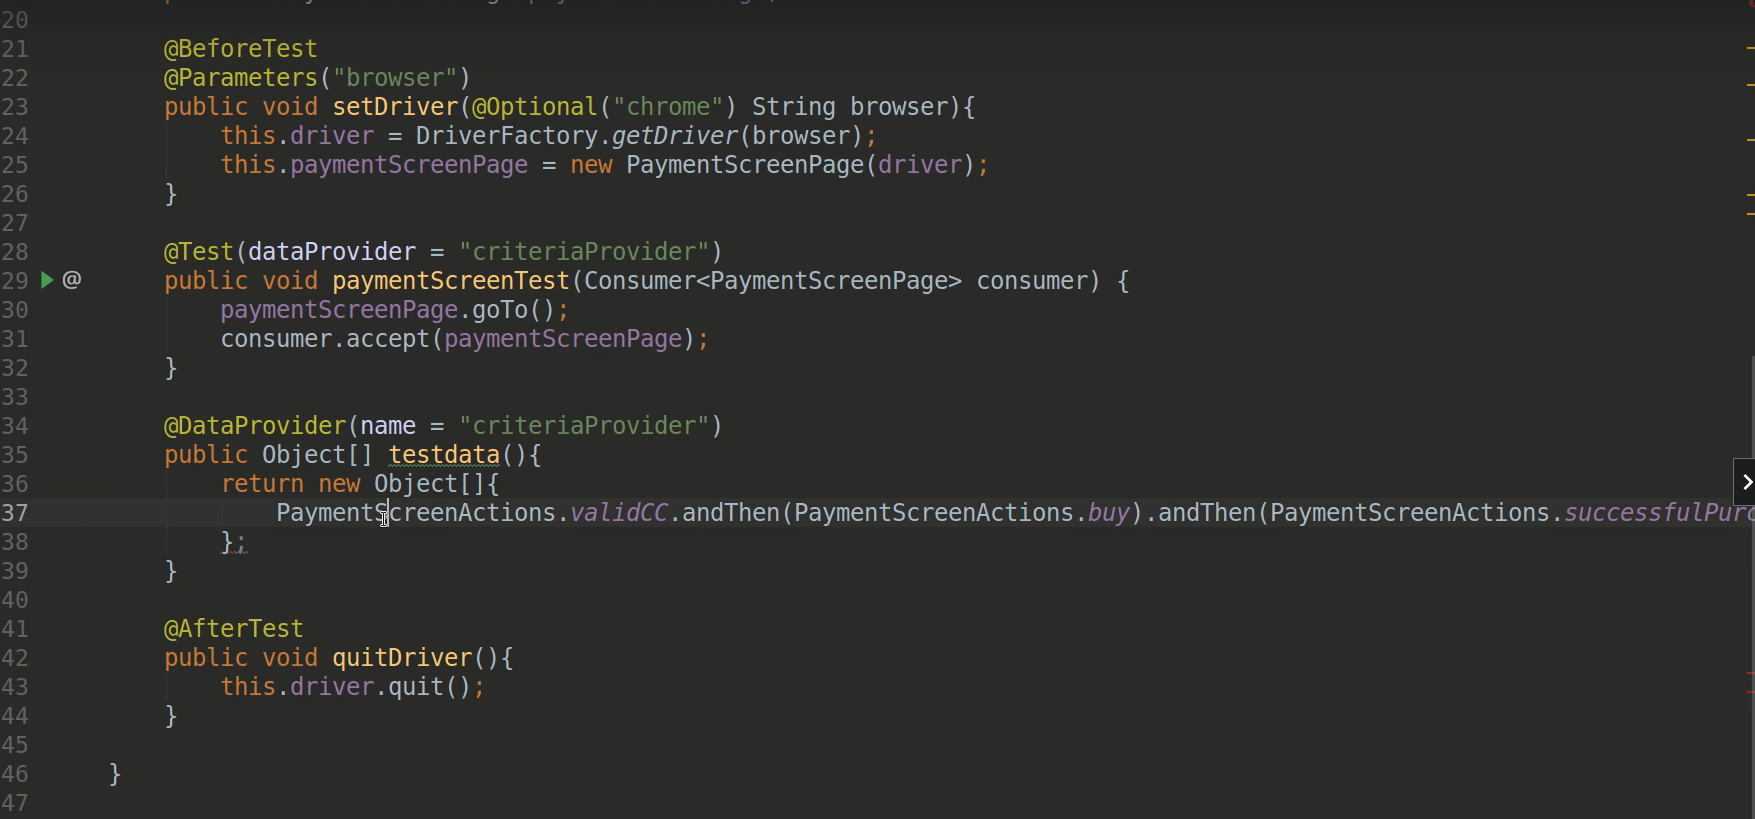 20
21 @BeforeTest
22 @Parameters("browser")
23 public void setDriver(@Optional("chrome") String browser){
24 this.driver = DriverFactory.getDriver(browser);
25 this.paymentScreenPage = new PaymentScreenPage(driver);
26 }
27
28 @Test(dataProvider = "criteriaProvider")
29 @ public void paymentScreenTest(Consumer<PaymentScreenPage> consumer) {
30 paymentScreenPage.goTo();
31 consumer.accept(paymentScreenPage);
32 }
33
34 @DataProvider(name = "criteriaProvider")
35 public Object[] testdata(){
36 return new Object[]{
37 PaymentScreenActions.validCC.andThen(PaymentScreenActions.buy).andThen(PaymentScreenActions.successfulPurc
38 };
39 }
40
41 @AfterTest
42 public void quitDriver(){
43 this.driver.quit();
44 }
45
46 }
47